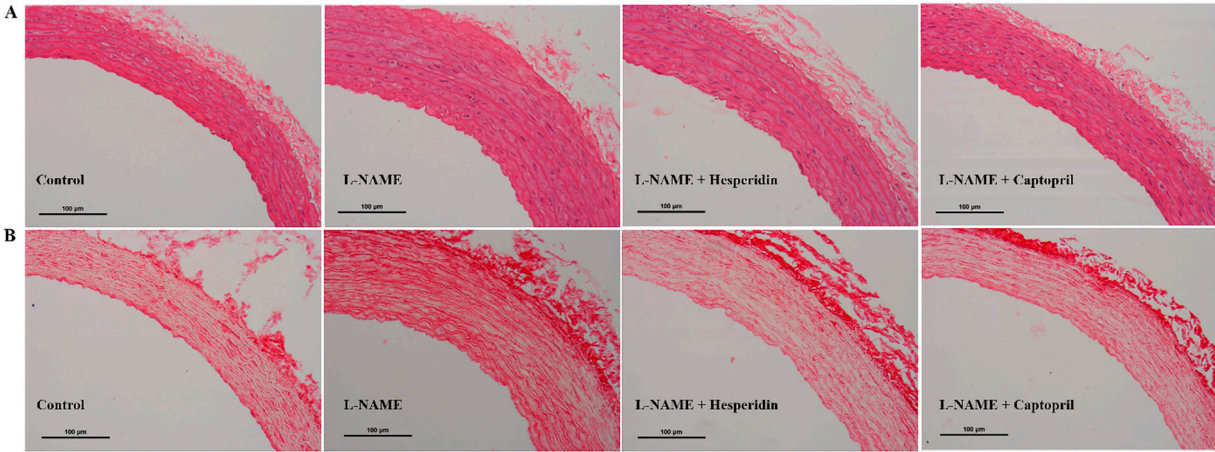 A
Control
100 µm
L-NAME
100 µm
L-NAME + Hesperidin
100 µm
L-NAME + Captopril
100 µm
B
Control
100 µm
L-NAME
100 µm
L-NAME + Hesperidin
100 µm
L-NAME + Captopril
100 µm